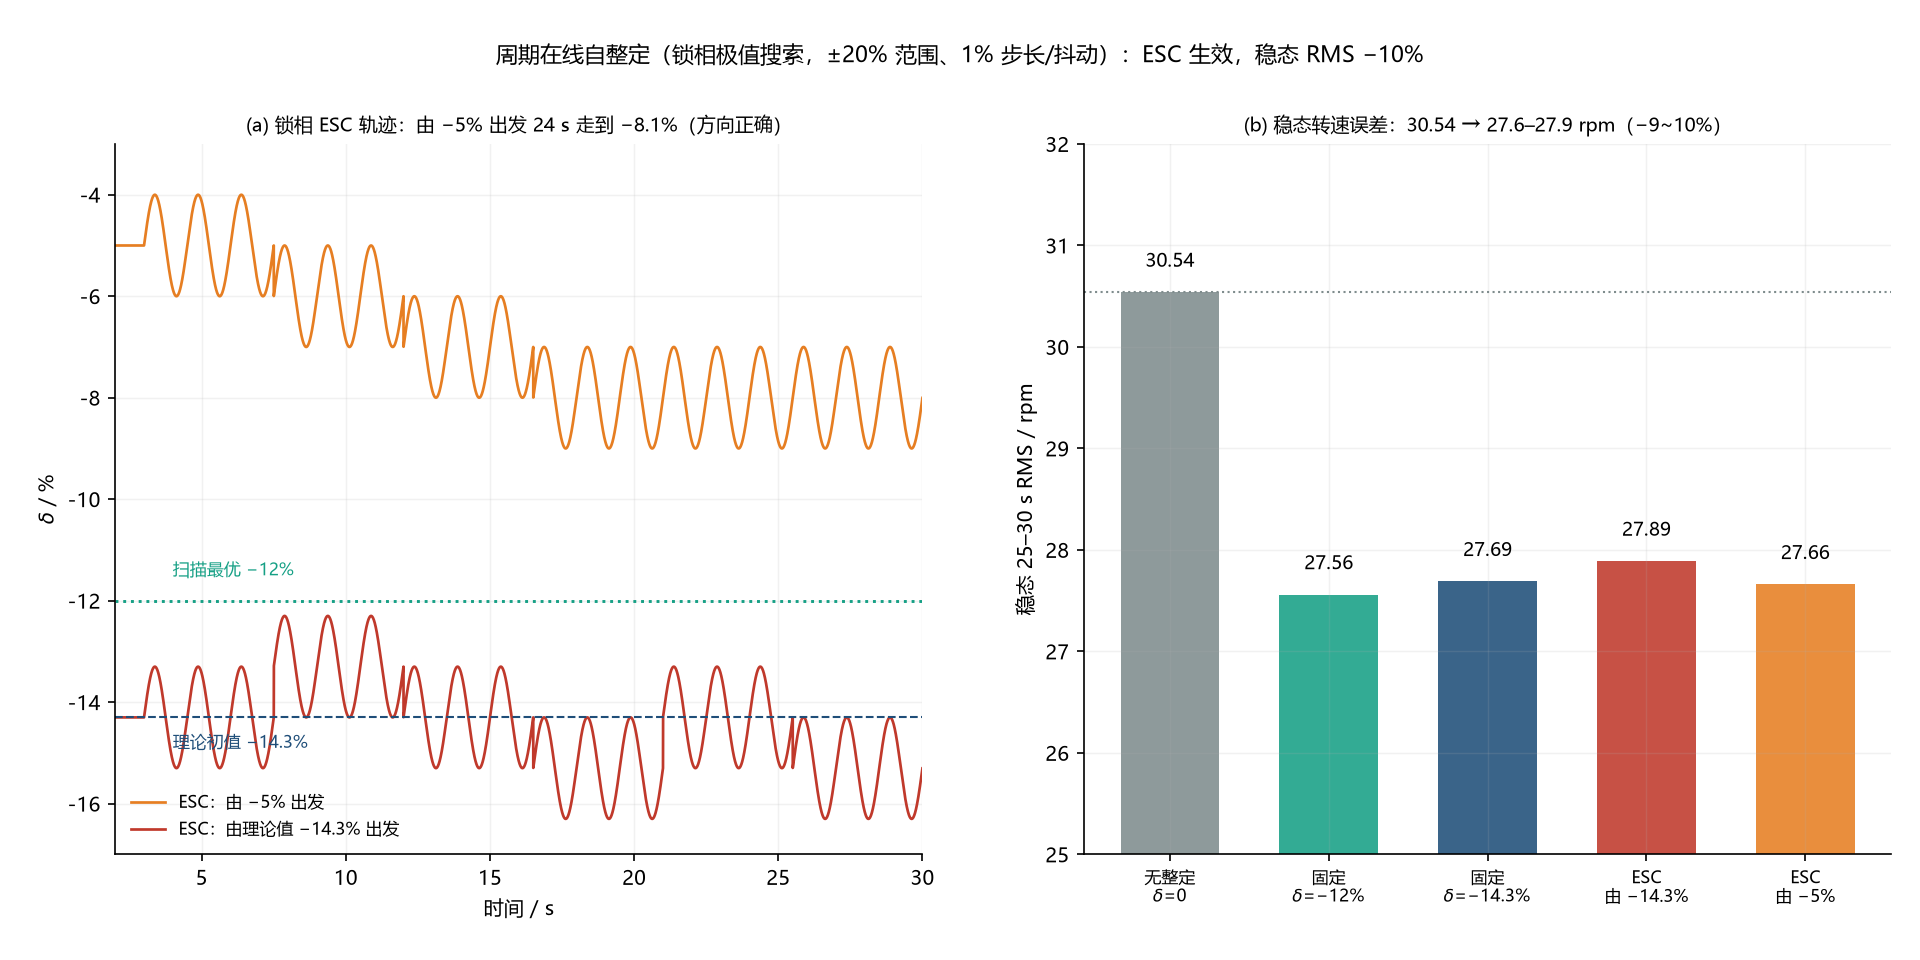 周期在线自整定（锁相极值搜索，±20% 范围、1% 步长/抖动）：ESC 生效，稳态 RMS −10%
(a) 锁相 ESC 轨迹：由 −5% 出发 24 s 走到 −8.1%（方向正确）
-4
-6
-8
-10
-12
-14
-16
δ / %
扫描最优 −12%
理论初值 −14.3%
ESC：由 −5% 出发
ESC：由理论值 −14.3% 出发
5
10
15
20
25
30
时间 / s
(b) 稳态转速误差：30.54 → 27.6–27.9 rpm（−9~10%）
32
31
30
29
28
27
26
25
稳态 25–30 s RMS / rpm
30.54
27.56
27.69
27.89
27.66
无整定
δ=0
固定
δ=−12%
固定
δ=−14.3%
ESC
由 −14.3%
ESC
由 −5%